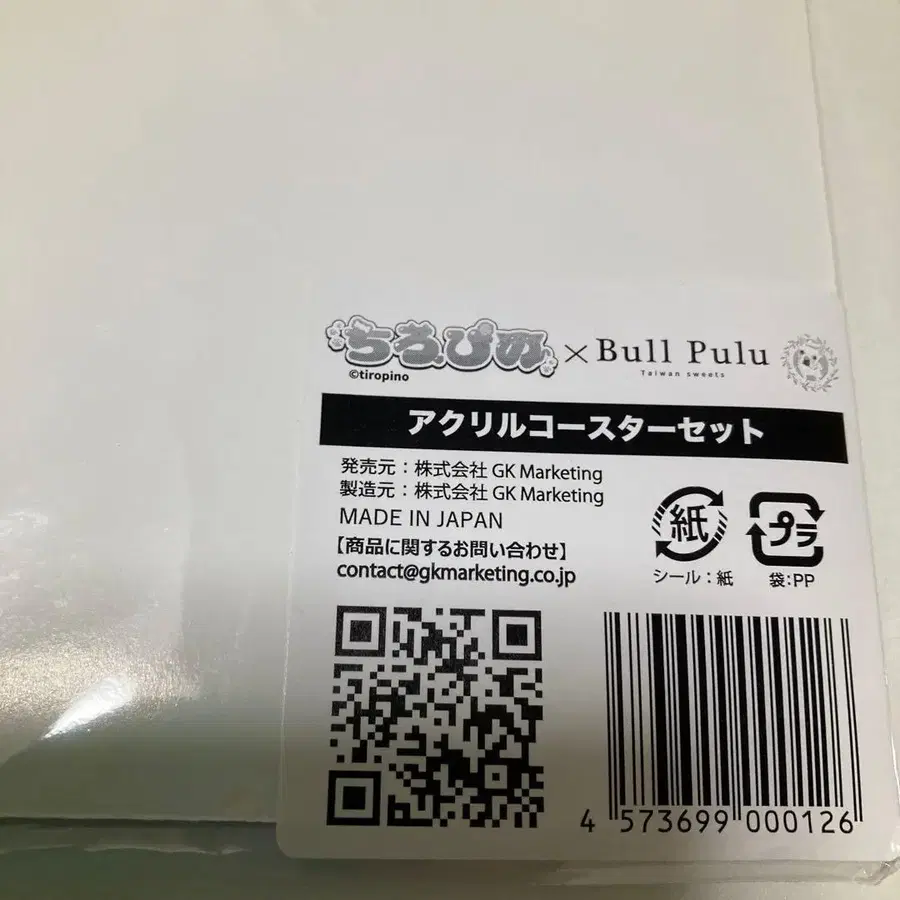 ちろぴの×Bull Pulu
©tiropino
Taiwan sweets
アクリルコースターセット
発売元：株式会社 GK Marketing
製造元：株式会社 GK Marketing
MADE IN JAPAN
【商品に関するお問い合わせ】
contact@gkmarketing.co.jp
紙
プラ
シール：紙
袋:PP
4 573699 000126